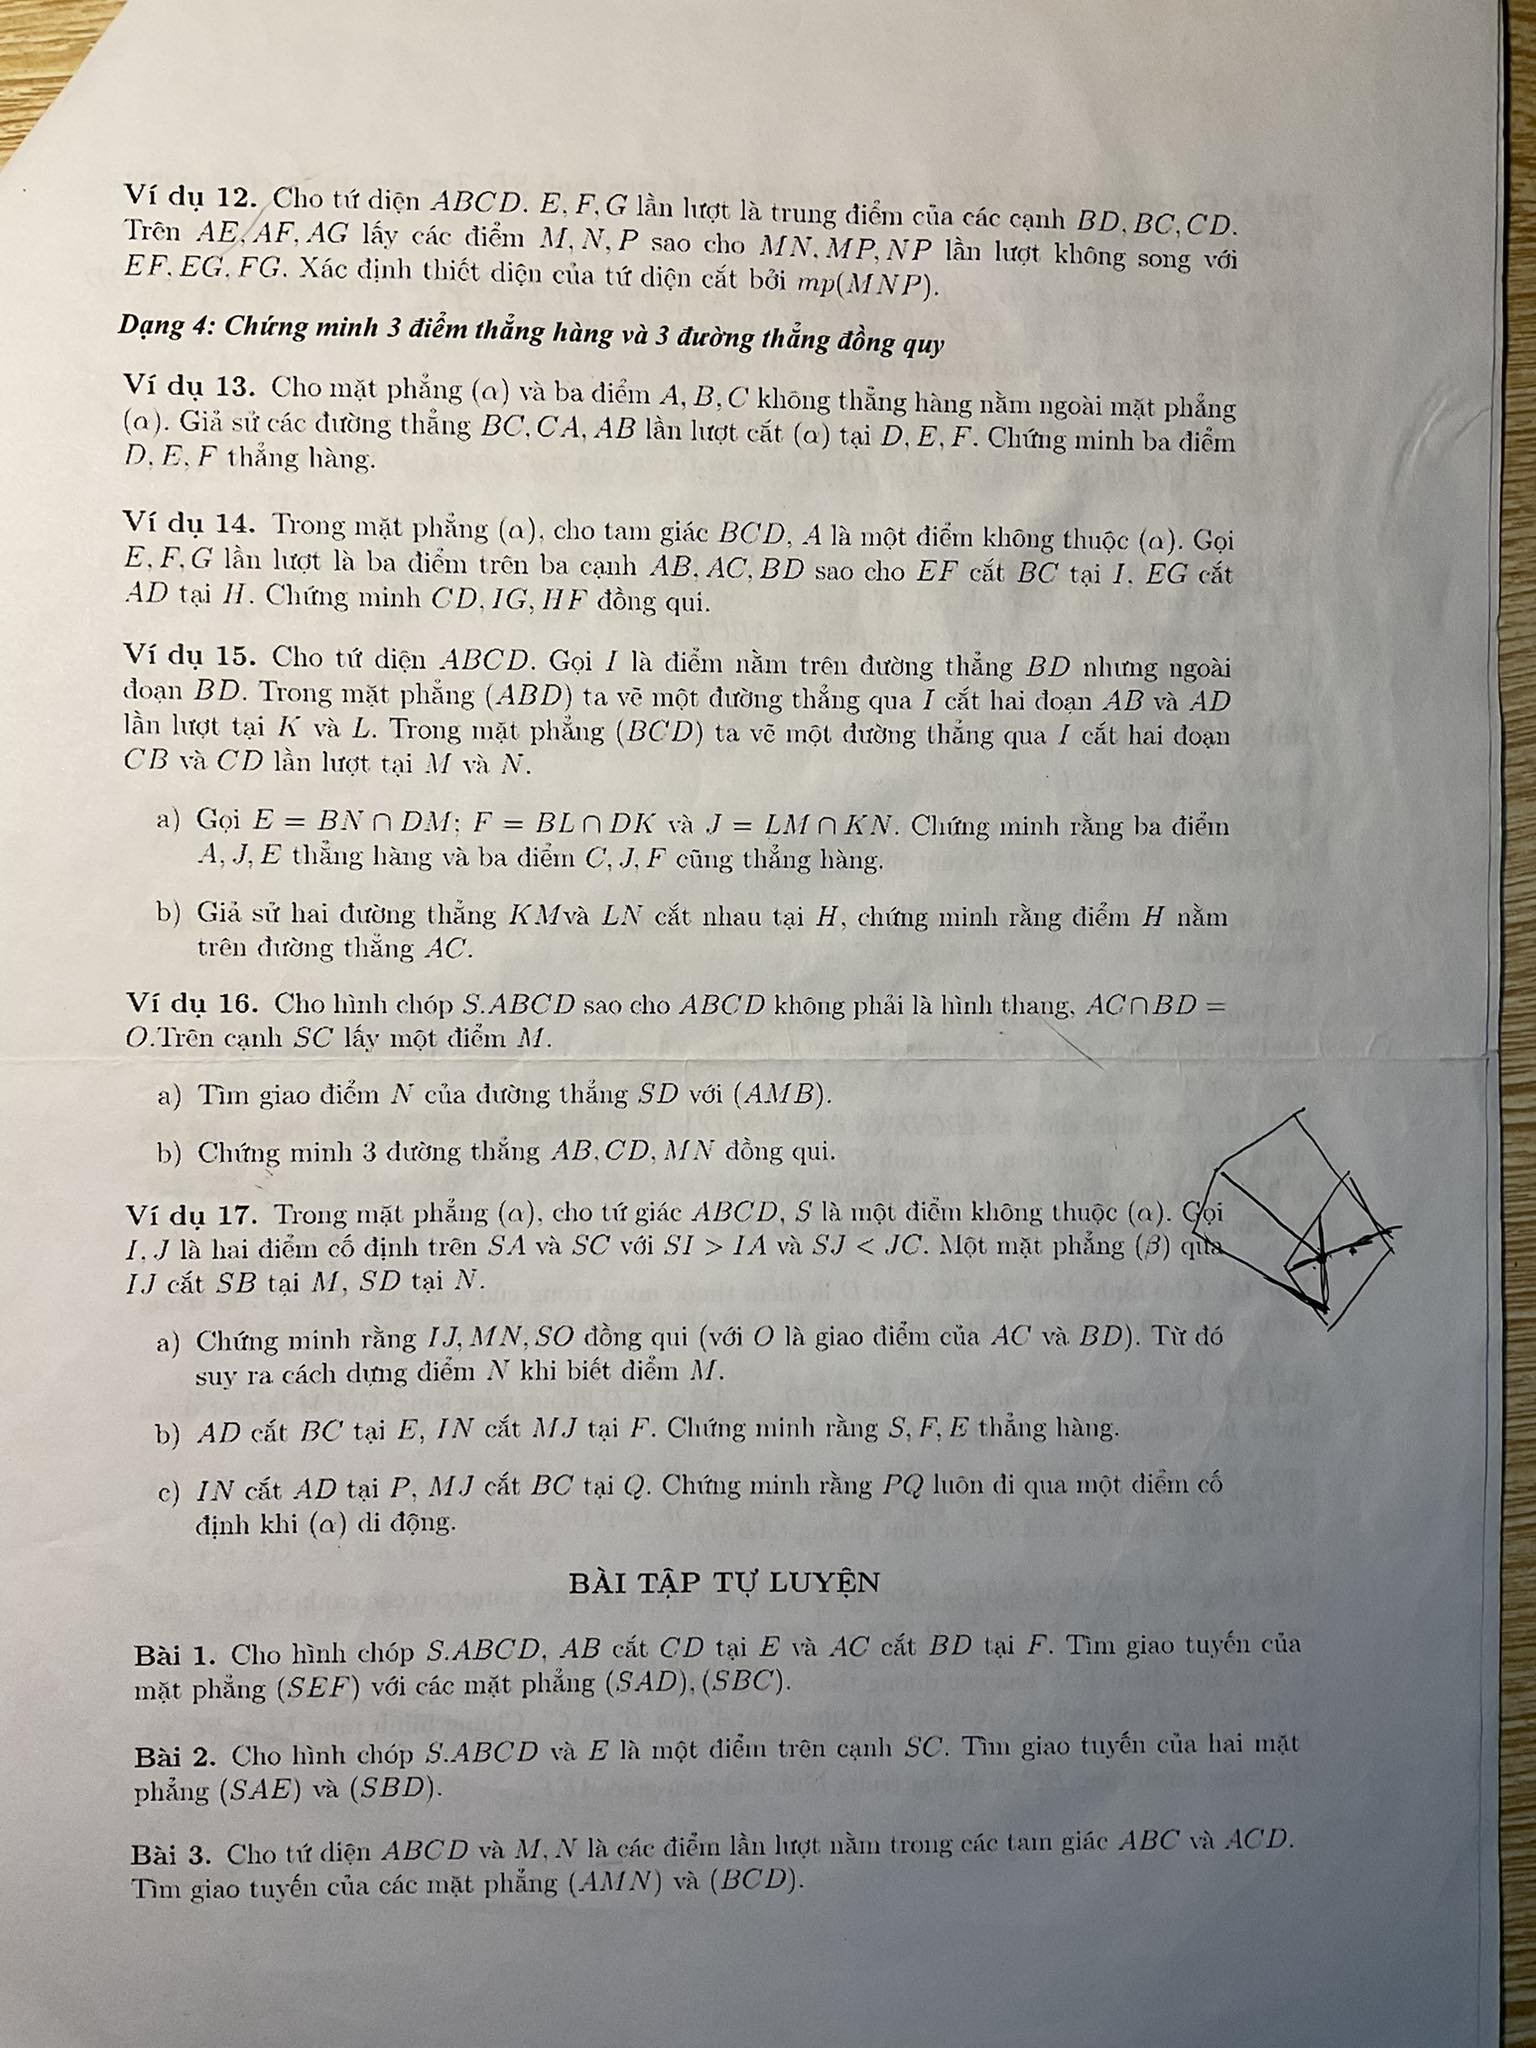 Ví dụ 12. Cho tứ diện ABCD. E, F, G lần lượt là trung điểm của các cạnh BD, BC, CD.
Trên AE, AF, AG lấy các điểm M, N, P sao cho MN, MP, NP lần lượt không song với
EF, EG, FG. Xác định thiết diện của tứ diện cắt bởi mp(MNP).
Dạng 4: Chứng minh 3 điểm thẳng hàng và 3 đường thẳng đồng quy
Ví dụ 13. Cho mặt phẳng (α) và ba điểm A, B, C không thẳng hàng nằm ngoài mặt phẳng
(α). Giả sử các đường thẳng BC, CA, AB lần lượt cắt (α) tại D, E, F. Chứng minh ba điểm
D, E, F thẳng hàng.
Ví dụ 14. Trong mặt phẳng (α), cho tam giác BCD, A là một điểm không thuộc (α). Gọi
E, F, G lần lượt là ba điểm trên ba cạnh AB, AC, BD sao cho EF cắt BC tại I, EG cắt
AD tại H. Chứng minh CD, IG, HF đồng qui.
Ví dụ 15. Cho tứ diện ABCD. Gọi I là điểm nằm trên đường thẳng BD nhưng ngoài
đoạn BD. Trong mặt phẳng (ABD) ta vẽ một đường thẳng qua I cắt hai đoạn AB và AD
lần lượt tại K và L. Trong mặt phẳng (BCD) ta vẽ một đường thẳng qua I cắt hai đoạn
CB và CD lần lượt tại M và N.
a) Gọi E = BN ∩ DM; F = BL ∩ DK và J = LM ∩ KN. Chứng minh rằng ba điểm
A, J, E thẳng hàng và ba điểm C, J, F cũng thẳng hàng.
b) Giả sử hai đường thẳng KMvà LN cắt nhau tại H, chứng minh rằng điểm H nằm
trên đường thẳng AC.
Ví dụ 16. Cho hình chóp S.ABCD sao cho ABCD không phải là hình thang, AC∩BD =
O.Trên cạnh SC lấy một điểm M.
a) Tìm giao điểm N của đường thẳng SD với (AMB).
b) Chứng minh 3 đường thẳng AB, CD, MN đồng qui.
Ví dụ 17. Trong mặt phẳng (α), cho tứ giác ABCD, S là một điểm không thuộc (α). Gọi
I, J là hai điểm cố định trên SA và SC với SI > IA và SJ < JC. Một mặt phẳng (β) qua
IJ cắt SB tại M, SD tại N.
a) Chứng minh rằng IJ, MN, SO đồng qui (với O là giao điểm của AC và BD). Từ đó
suy ra cách dựng điểm N khi biết điểm M.
b) AD cắt BC tại E, IN cắt MJ tại F. Chứng minh rằng S, F, E thẳng hàng.
c) IN cắt AD tại P, MJ cắt BC tại Q. Chứng minh rằng PQ luôn đi qua một điểm cố
định khi (α) di động.
BÀI TẬP TỰ LUYỆN
Bài 1. Cho hình chóp S.ABCD, AB cắt CD tại E và AC cắt BD tại F. Tìm giao tuyến của
mặt phẳng (SEF) với các mặt phẳng (SAD), (SBC).
Bài 2. Cho hình chóp S.ABCD và E là một điểm trên cạnh SC. Tìm giao tuyến của hai mặt
phẳng (SAE) và (SBD).
Bài 3. Cho tứ diện ABCD và M, N là các điểm lần lượt nằm trong các tam giác ABC và ACD.
Tìm giao tuyến của các mặt phẳng (AMN) và (BCD).